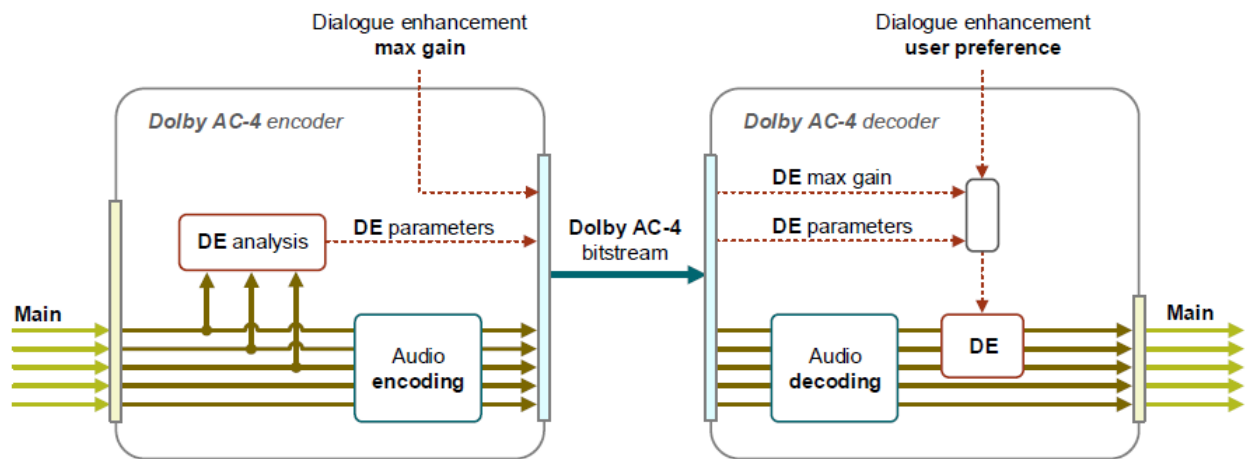 Dialogue enhancement
max gain
Dialogue enhancement
user preference
Dolby AC-4 encoder
Dolby AC-4 decoder
DE max gain
DE analysis
DE parameters
Dolby AC-4
bitstream
DE parameters
Main
Audio
encoding
Audio
decoding
DE
Main